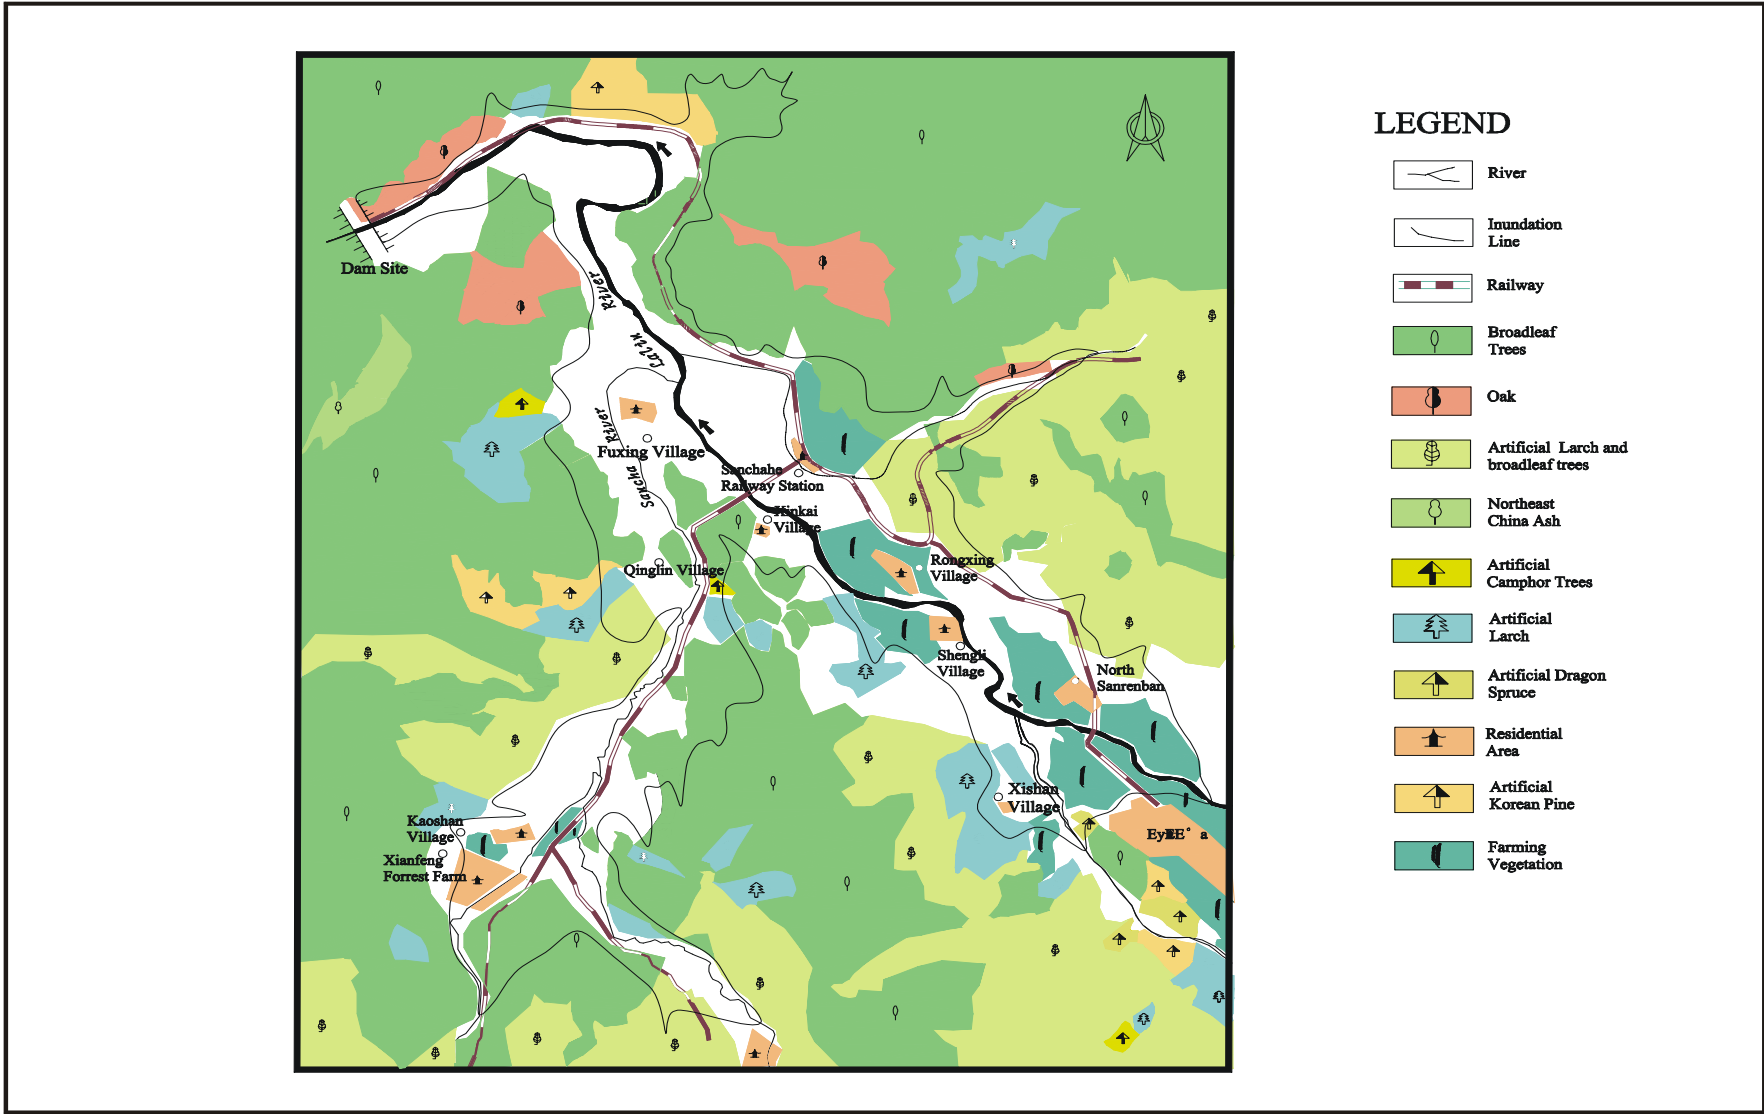 LEGEND
River
Inundation
Line
Railway
Broadleaf
Trees
Oak
Artificial Larch and
broadleaf trees
Northeast
China Ash
Artificial
Camphor Trees
Artificial
Larch
Artificial Dragon
Spruce
Residential
Area
Artificial
Korean Pine
Farming
Vegetation
Dam Site
River
Lalin
River
Sancha
Fuxing Village
Sanchahe
Railway Station
Village
Qinglin Village
Rongxing
Village
Shengli
Village
North
Sanrenban
Xishan
Village
Kaoshan
Village
Xianfeng
Forrest Farm